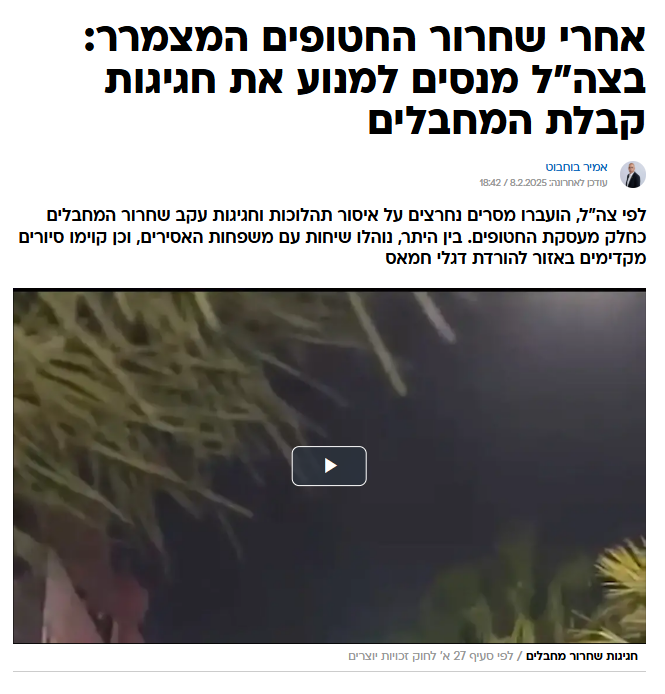 אחרי שחרור החטופים המצמרר:
בצה"ל מנסים למנוע את חגיגות
קבלת המחבלים
אמיר בוחבוט
עודכן לאחרונה: 8.2.2025 / 18:42
לפי צה"ל, הועברו מסרים נחרצים על איסור תהלוכות וחגיגות עקב שחרור המחבלים
כחלק מעסקת החטופים. בין היתר, נוהלו שיחות עם משפחות האסירים, וכן קוימו סיורים
מקדימים באזור להורדת דגלי חמאס
חגיגות שחרור מחבלים / לפי סעיף 27 א' לחוק זכויות יוצרים